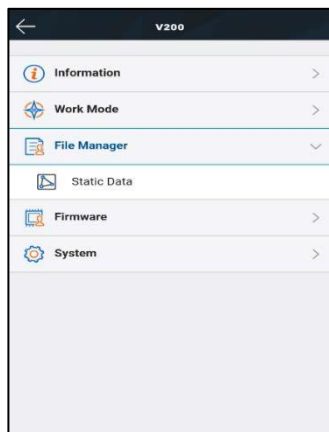 V200
Information
Work Mode
File Manager
Static Data
Firmware
System